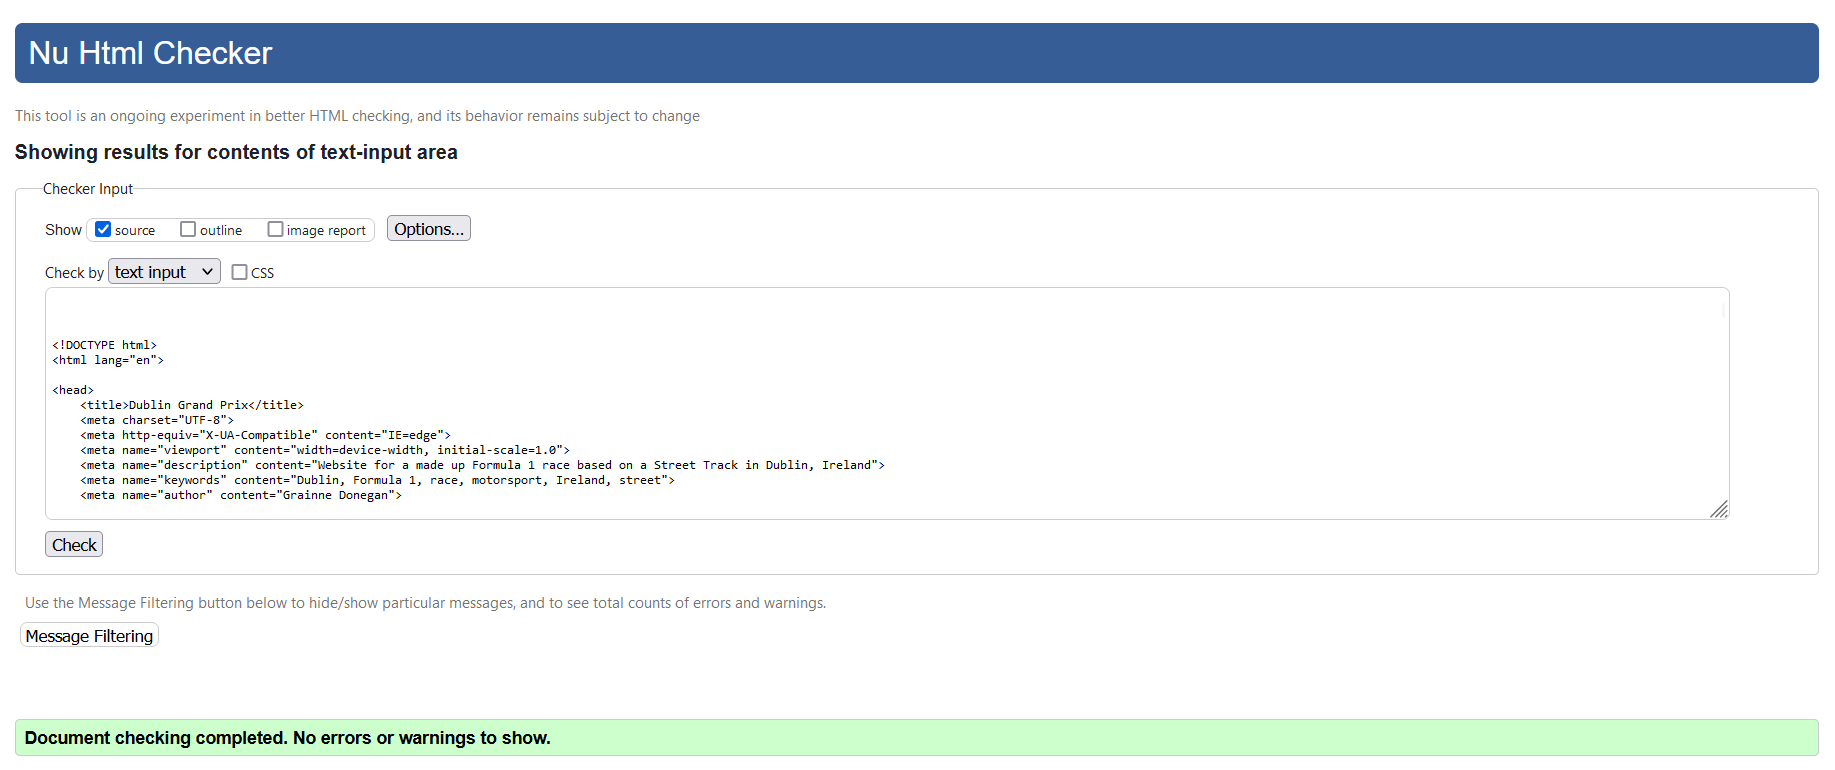 Nu Html Checker
This tool is an ongoing experiment in better HTML checking, and its behavior remains subject to change
Showing results for contents of text-input area
Checker Input
Show source outline image report Options...
Check by text input CSS
<!DOCTYPE html>
<html lang="en">
<head>
<title>Dublin Grand Prix</title>
<meta charset="UTF-8">
<meta http-equiv="X-UA-Compatible" content="IE=edge">
<meta name="viewport" content="width=device-width, initial-scale=1.0">
<meta name="description" content="Website for a made up Formula 1 race based on a Street Track in Dublin, Ireland">
<meta name="keywords" content="Dublin, Formula 1, race, motorsport, Ireland, street">
<meta name="author" content="Grainne Donegan">
Check
Use the Message Filtering button below to hide/show particular messages, and to see total counts of errors and warnings.
Message Filtering
Document checking completed. No errors or warnings to show.